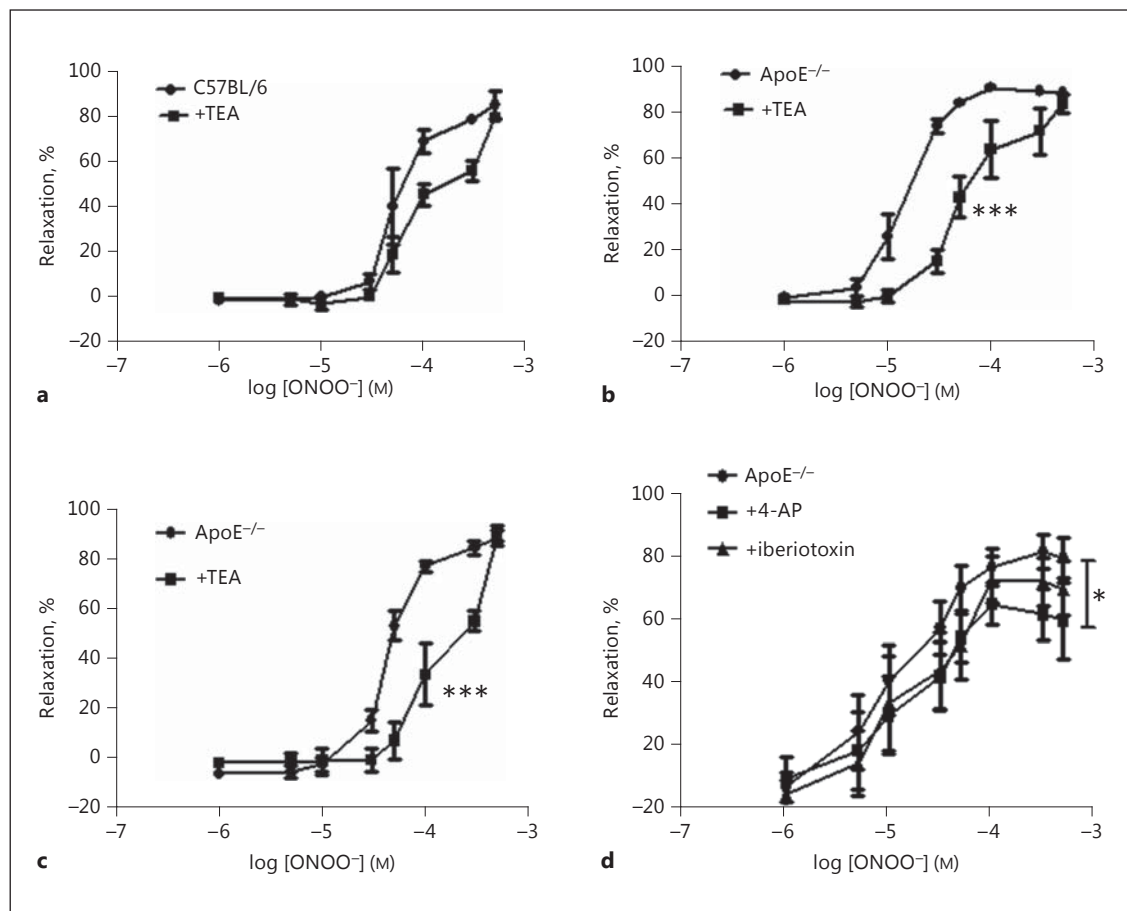 C57BL/6
+TEA
Relaxation, %
100
80
60
40
20
0
–20
–7
–6
–5
–4
–3
log [ONOO⁻] (M)
a
ApoE⁻/⁻
+TEA
***
Relaxation, %
100
80
60
40
20
0
–20
–7
–6
–5
–4
–3
log [ONOO⁻] (M)
b
ApoE⁻/⁻
+TEA
***
Relaxation, %
100
80
60
40
20
0
–20
–7
–6
–5
–4
–3
log [ONOO⁻] (M)
c
ApoE⁻/⁻
+4-AP
+iberiotoxin
*
Relaxation, %
100
80
60
40
20
–20
–7
–6
–5
–4
–3
log [ONOO⁻] (M)
d